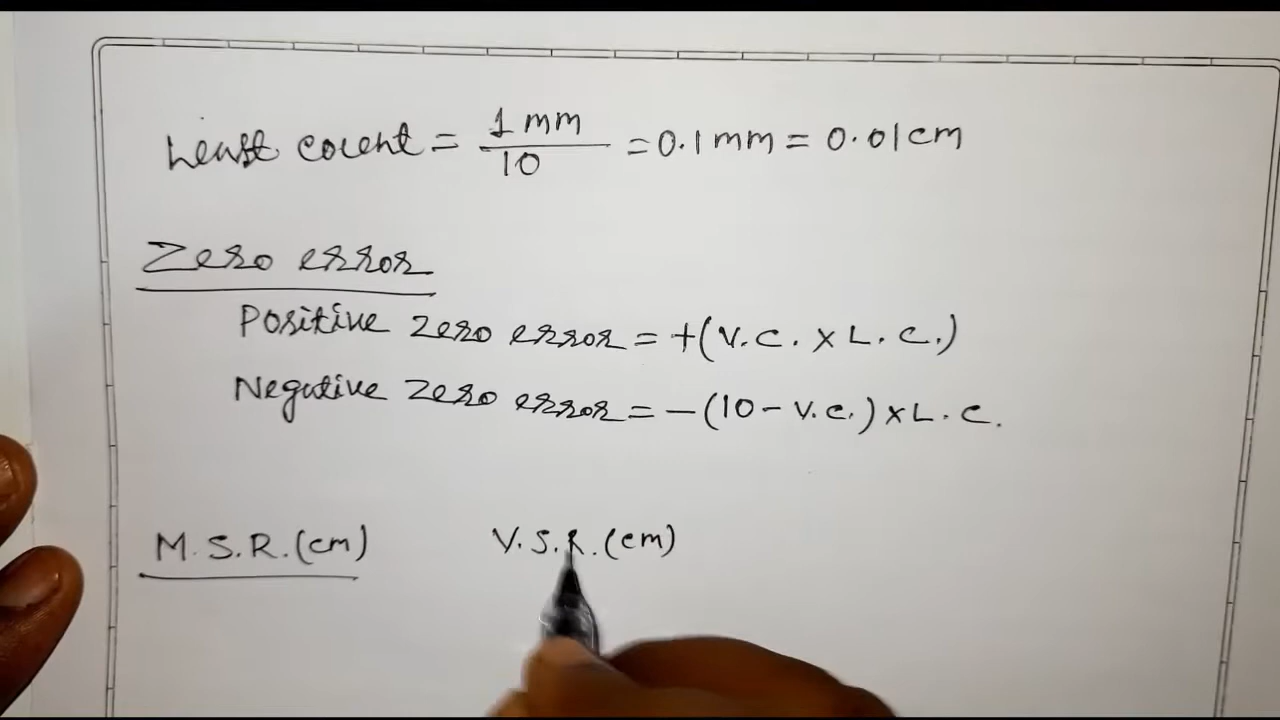 Least count = 1 mm / 10 = 0.1 mm = 0.01 cm
Zero error
Positive zero error = +(V.C. x L.C.)
Negative zero error = -(10 - V.C.) x L.C.
M.S.R.(cm) V.S.R.(cm)